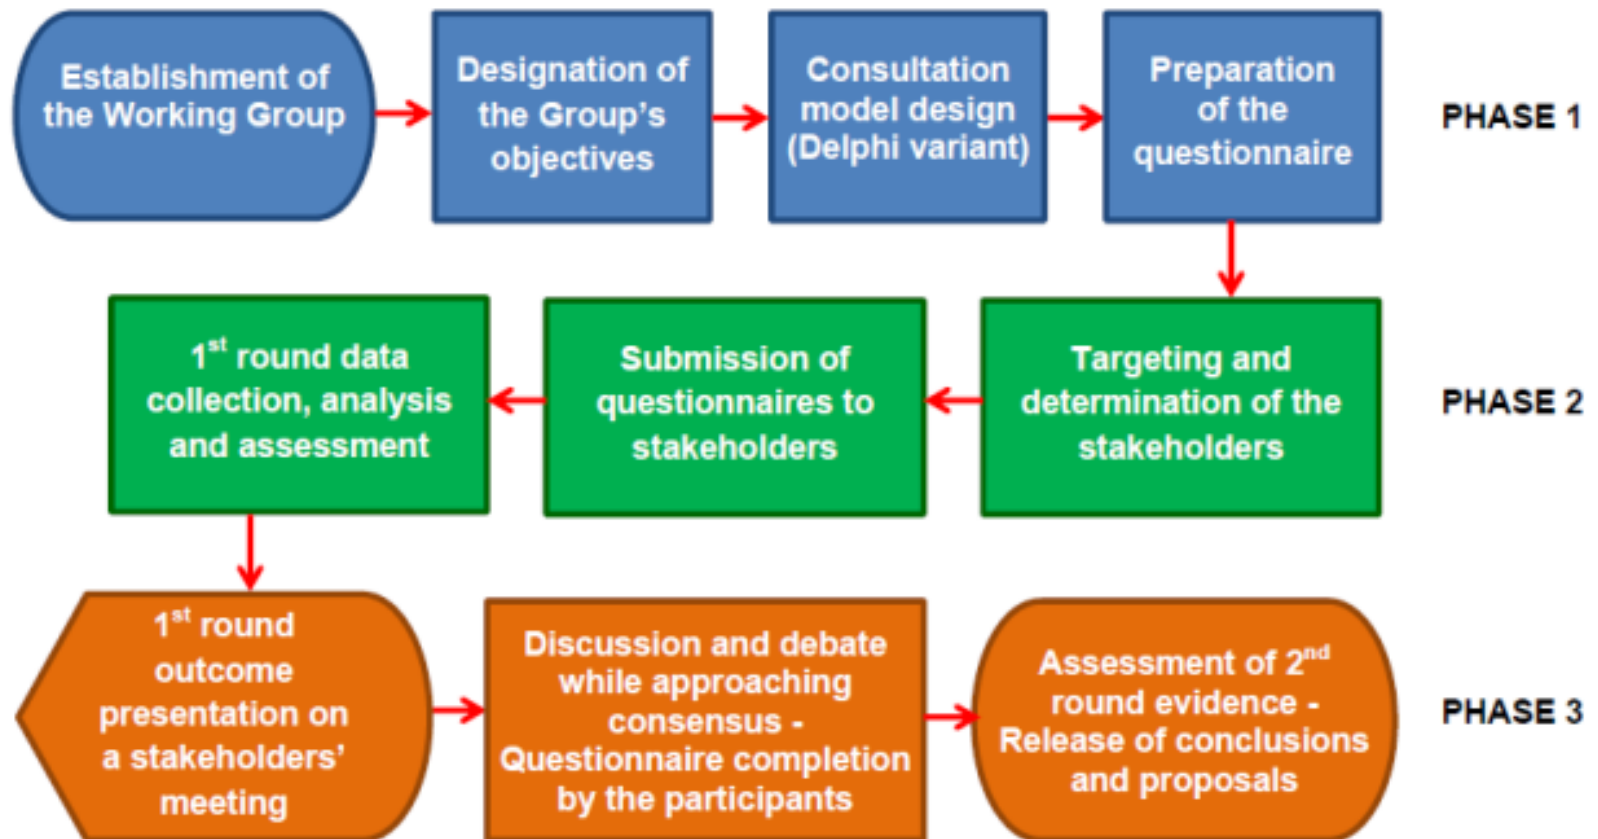 Establishment of
the Working Group
Designation of
the Group's
objectives
Consultation
model design
(Delphi variant)
Preparation
of the
questionnaire
PHASE 1
1st round data
collection, analysis
and assessment
Submission of
questionnaires to
stakeholders
Targeting and
determination of the
stakeholders
PHASE 2
1st round
outcome
presentation on
a stakeholders'
meeting
Discussion and debate
while approaching
consensus -
Questionnaire completion
by the participants
Assessment of 2nd
round evidence -
Release of conclusions
and proposals
PHASE 3